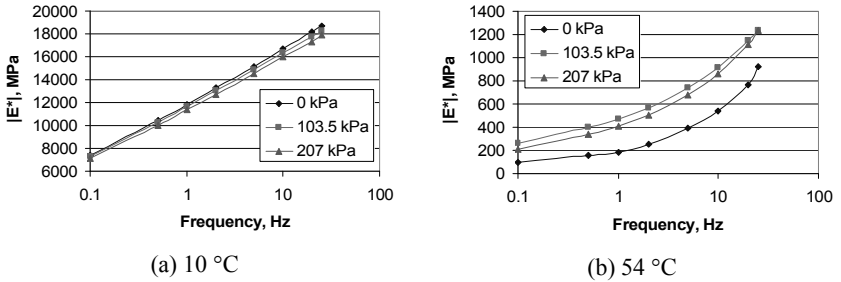 20000
18000
16000
14000
12000
10000
8000
6000
|E*|, MPa
0 kPa
103.5 kPa
207 kPa
0.1 1 10 100
Frequency, Hz
(a) 10 °C
1400
1200
1000
800
600
400
200
0
|E*|, MPa
0 kPa
103.5 kPa
207 kPa
0.1 1 10 100
Frequency, Hz
(b) 54 °C